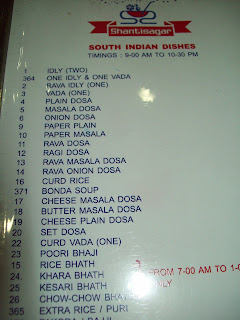 Shantisagar
SOUTH INDIAN DISHES
TIMINGS : 9-00 AM TO 10-30 PM
1 IDLY (TWO)
364 ONE IDLY & ONE VADA
2 RAVA IDLY (ONE)
3 VADA (ONE)
4 PLAIN DOSA
5 MASALA DOSA
6 ONION DOSA
9 PAPER PLAIN
10 PAPER MASALA
11 RAVA DOSA
12 RAGI DOSA
13 RAVA MASALA DOSA
14 RAVA ONION DOSA
16 CURD RICE
371 BONDA SOUP
17 CHEESE MASALA DOSA
18 BUTTER MASALA DOSA
19 CHEESE PLAIN DOSA
20 SET DOSA
22 CURD VADA (ONE)
23 POORI BHAJI
15 RICE BHATH
24. KHARA BHATH FROM 7-00 AM TO 1-0
25 KESARI BHATH
26 CHOW-CHOW BHAT
365 EXTRA RICE / PURI